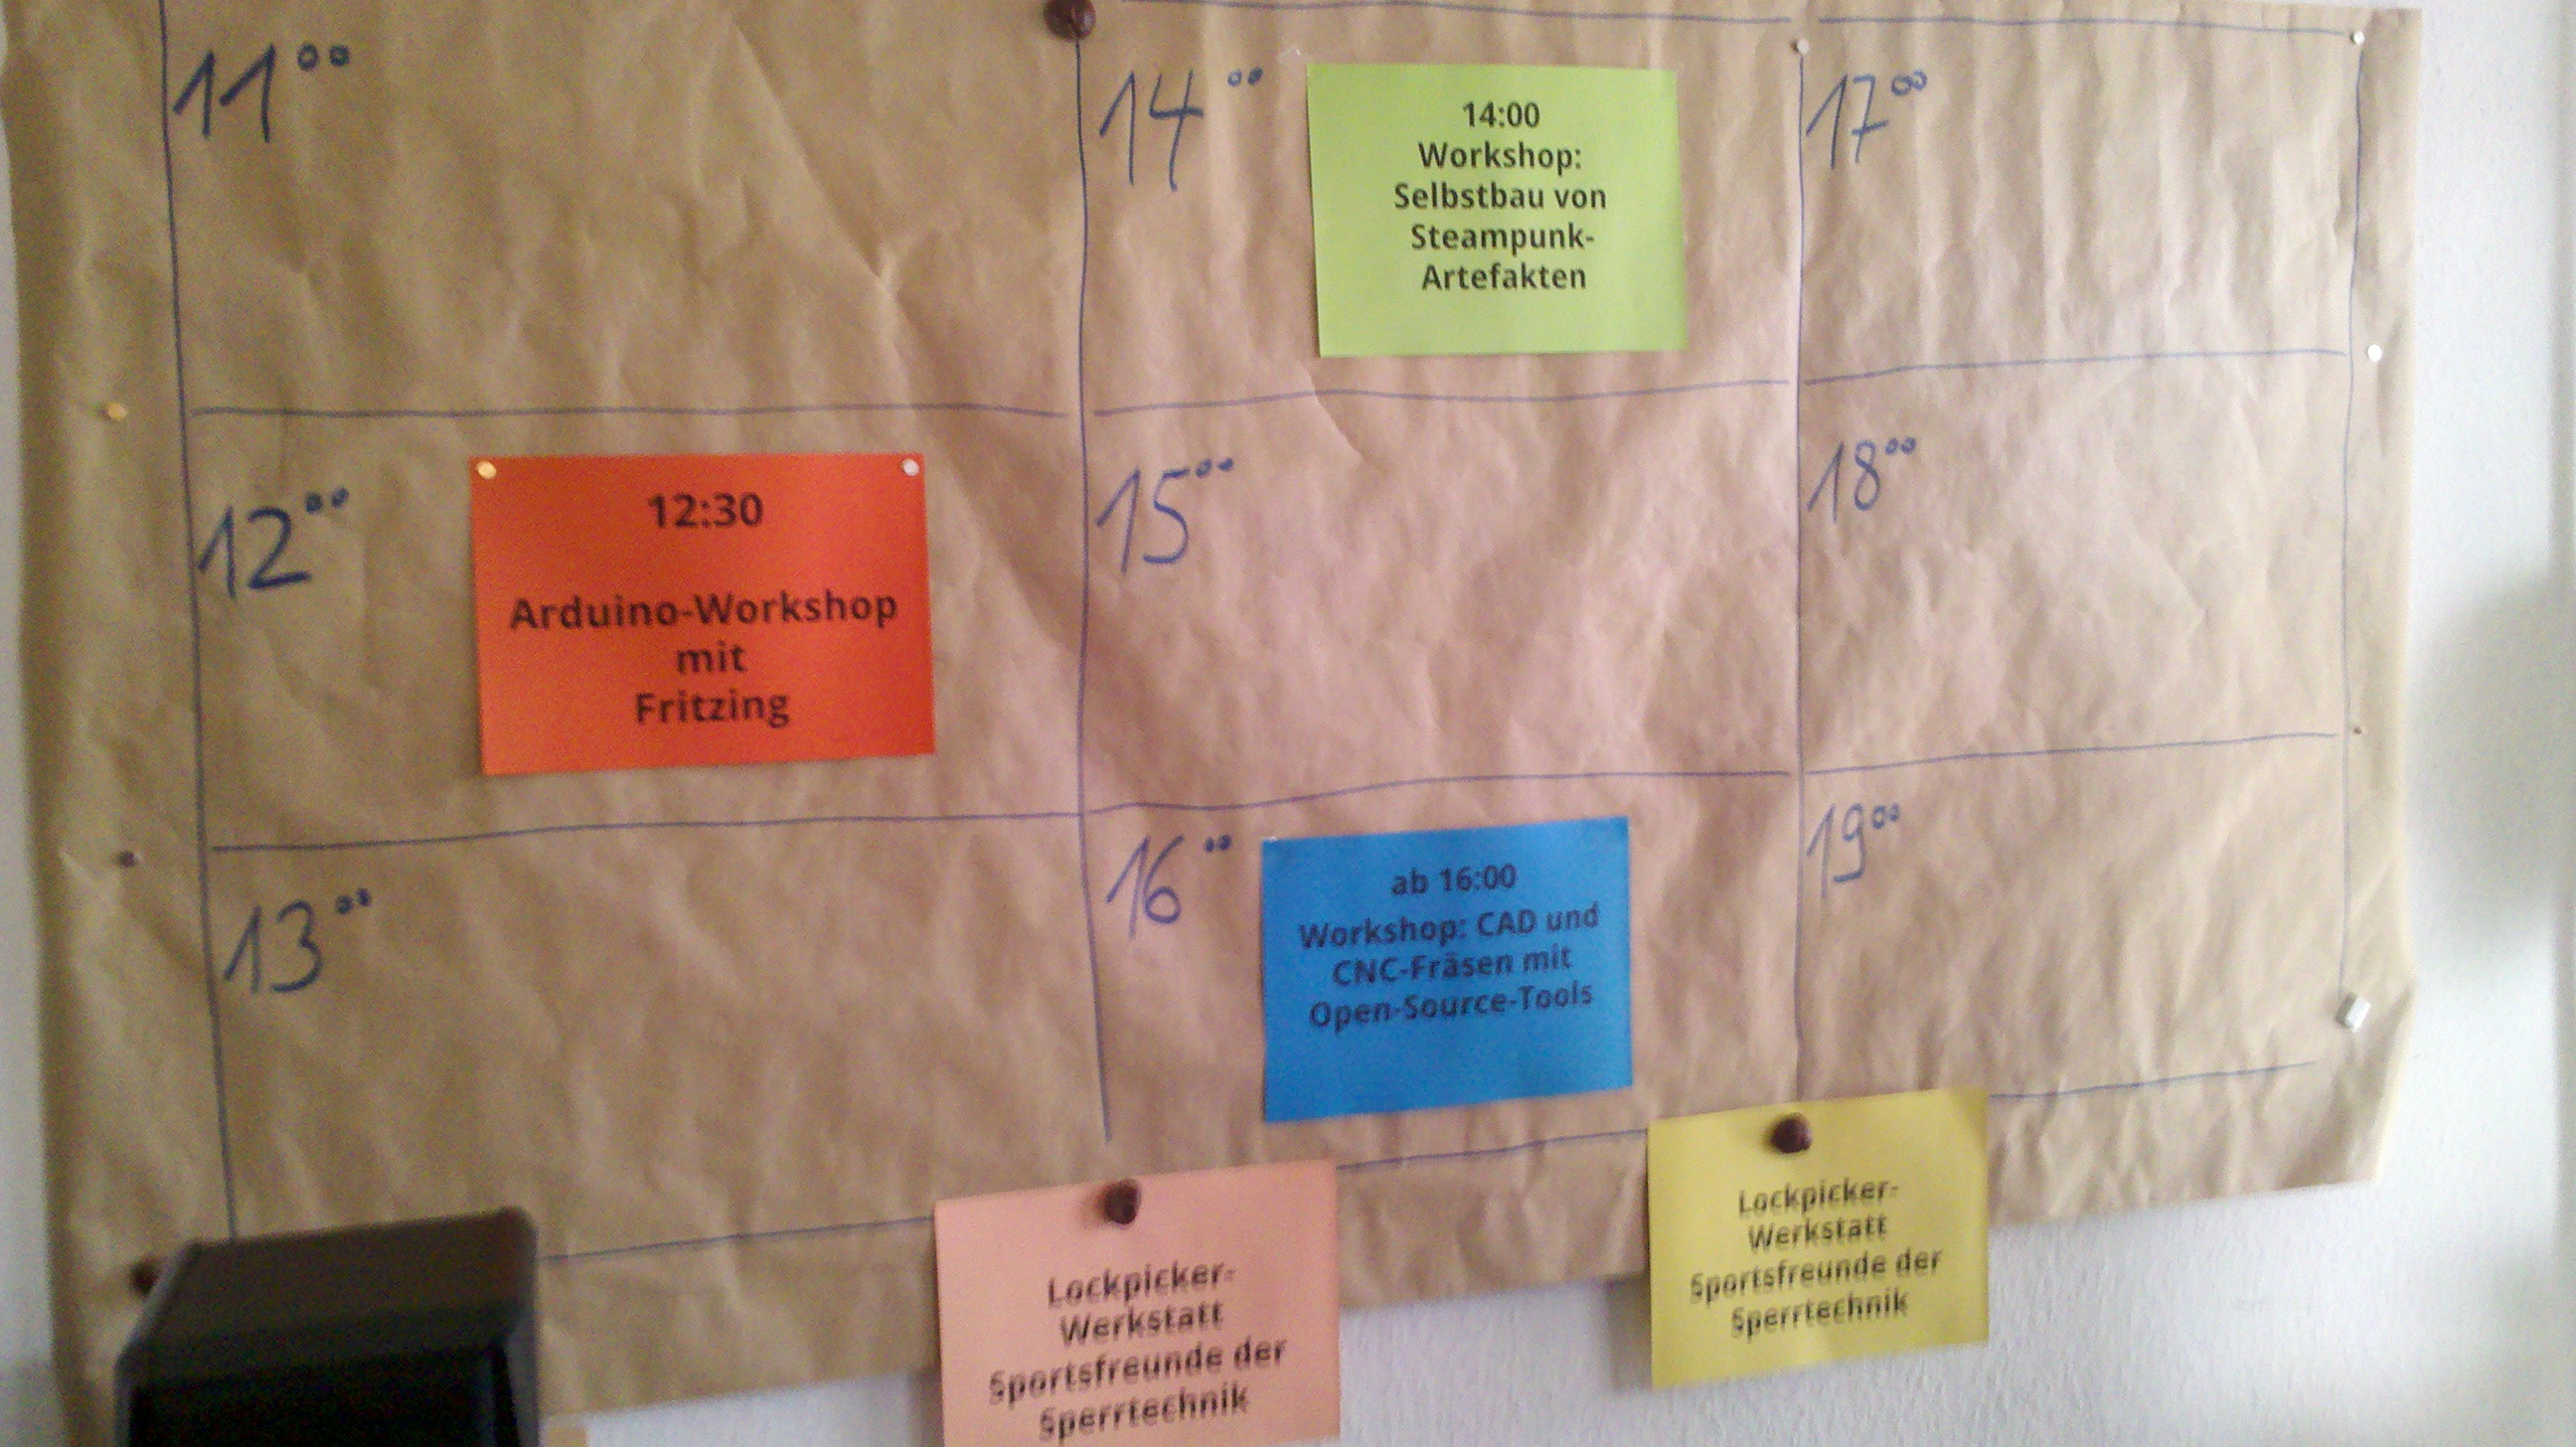 11⁰⁰
12⁰⁰
12:30
Arduino-Workshop
mit
Fritzing
13⁰⁰
14⁰⁰
14:00
Workshop:
Selbstbau von
Steampunk-
Artefakten
15⁰⁰
16⁰⁰
ab 16:00
Workshop: CAD und
CNC-Fräsen mit
Open-Source-Tools
17⁰⁰
18⁰⁰
19⁰⁰
Lockpicker-
Werkstatt
Sportsfreunde der
Sperrtechnik
Lockpicker-
Werkstatt
Sportsfreunde der
Sperrtechnik